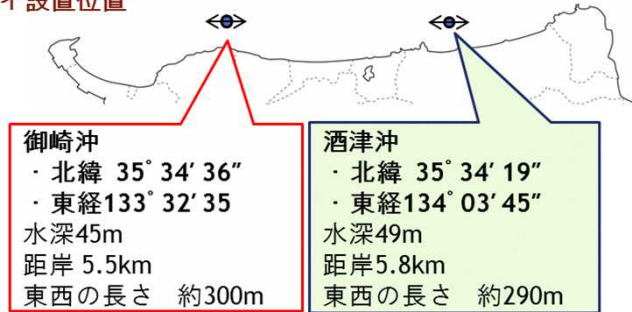 イ設置位置
御崎沖
・北緯 35ﾟ34′36″
・東経133ﾟ32′35
水深45m
距岸 5.5km
東西の長さ　約300m
酒津沖
・北緯 35ﾟ34′19″
・東経134ﾟ03′45″
水深49m
距岸5.8km
東西の長さ　約290m